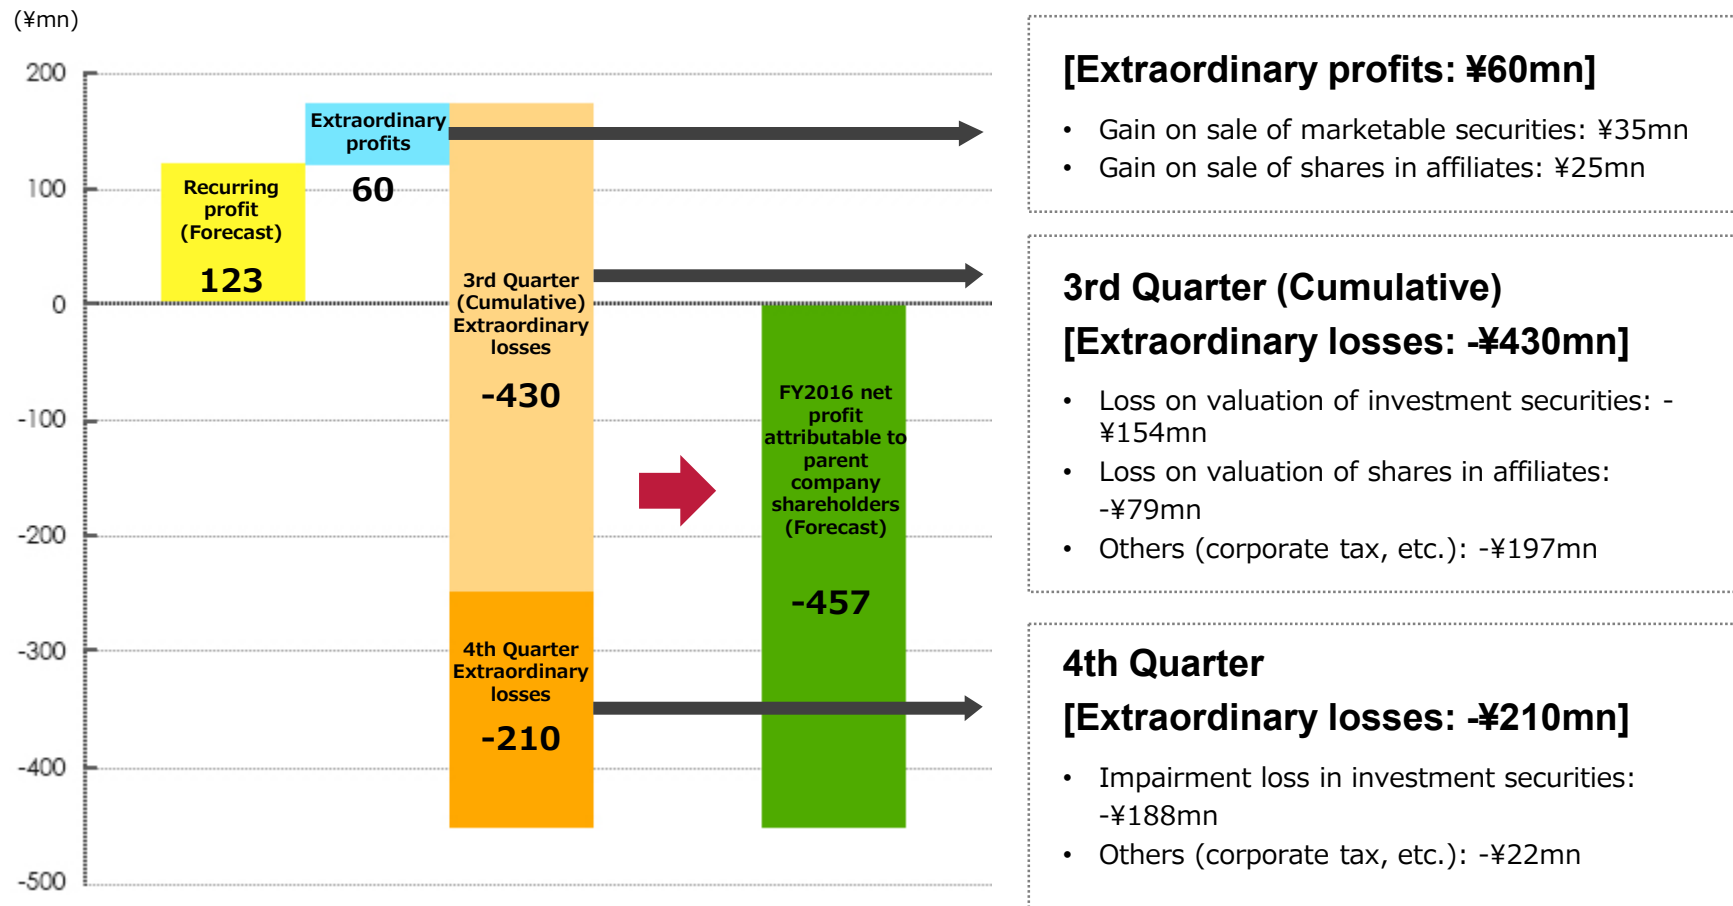 (¥mn)
200
100
0
-100
-200
-300
-400
-500
Recurring
profit
(Forecast)
123
Extraordinary
profits
60
3rd Quarter
(Cumulative)
Extraordinary
losses
-430
4th Quarter
Extraordinary
losses
-210
FY2016 net
profit
attributable to
parent
company
shareholders
(Forecast)
-457
[Extraordinary profits: ¥60mn]
• Gain on sale of marketable securities: ¥35mn
• Gain on sale of shares in affiliates: ¥25mn
3rd Quarter (Cumulative)
[Extraordinary losses: -¥430mn]
• Loss on valuation of investment securities: -
¥154mn
• Loss on valuation of shares in affiliates:
-¥79mn
• Others (corporate tax, etc.): -¥197mn
4th Quarter
[Extraordinary losses: -¥210mn]
• Impairment loss in investment securities:
-¥188mn
• Others (corporate tax, etc.): -¥22mn